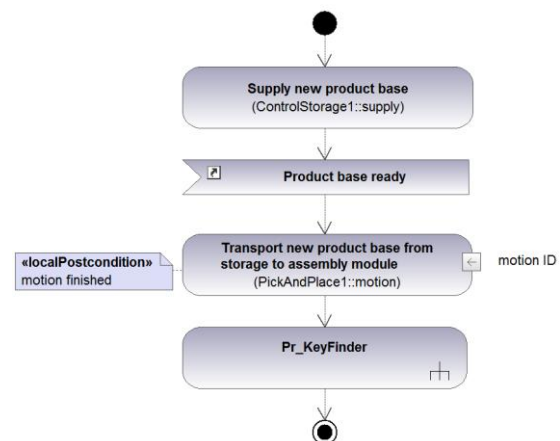 Supply new product base
(ControlStorage1::supply)
Product base ready
Transport new product base from
storage to assembly module
(PickAndPlace1::motion)
«localPostcondition»
motion finished
motion ID
Pr_KeyFinder